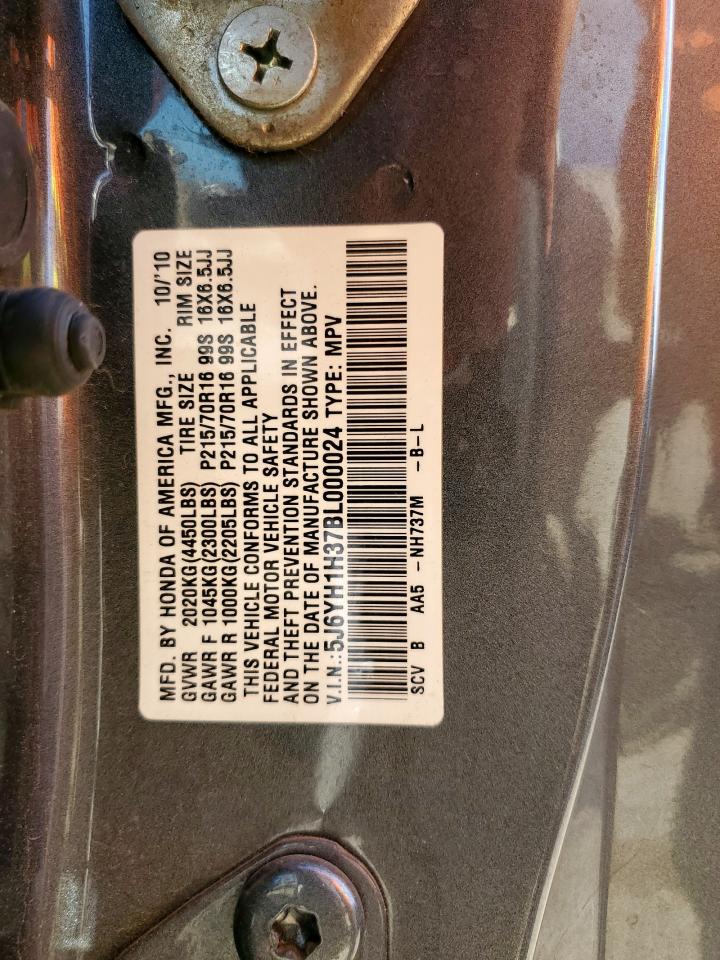 MFD. BY HONDA OF AMERICA MFG., INC. 10/'10
GVWR 2020KG(4450LBS) TIRE SIZE RIM SIZE
GAWR F 1045KG(2300LBS) P215/70R16 99S 16X6.5JJ
GAWR R 1000KG(2205LBS) P215/70R16 99S 16X6.5JJ
THIS VEHICLE CONFORMS TO ALL APPLICABLE
FEDERAL MOTOR VEHICLE SAFETY
AND THEFT PREVENTION STANDARDS IN EFFECT
ON THE DATE OF MANUFACTURE SHOWN ABOVE.
V.I.N.:5J6YH1H37BL000024 TYPE: MPV
SCV B AA5 -NH737M -B-L